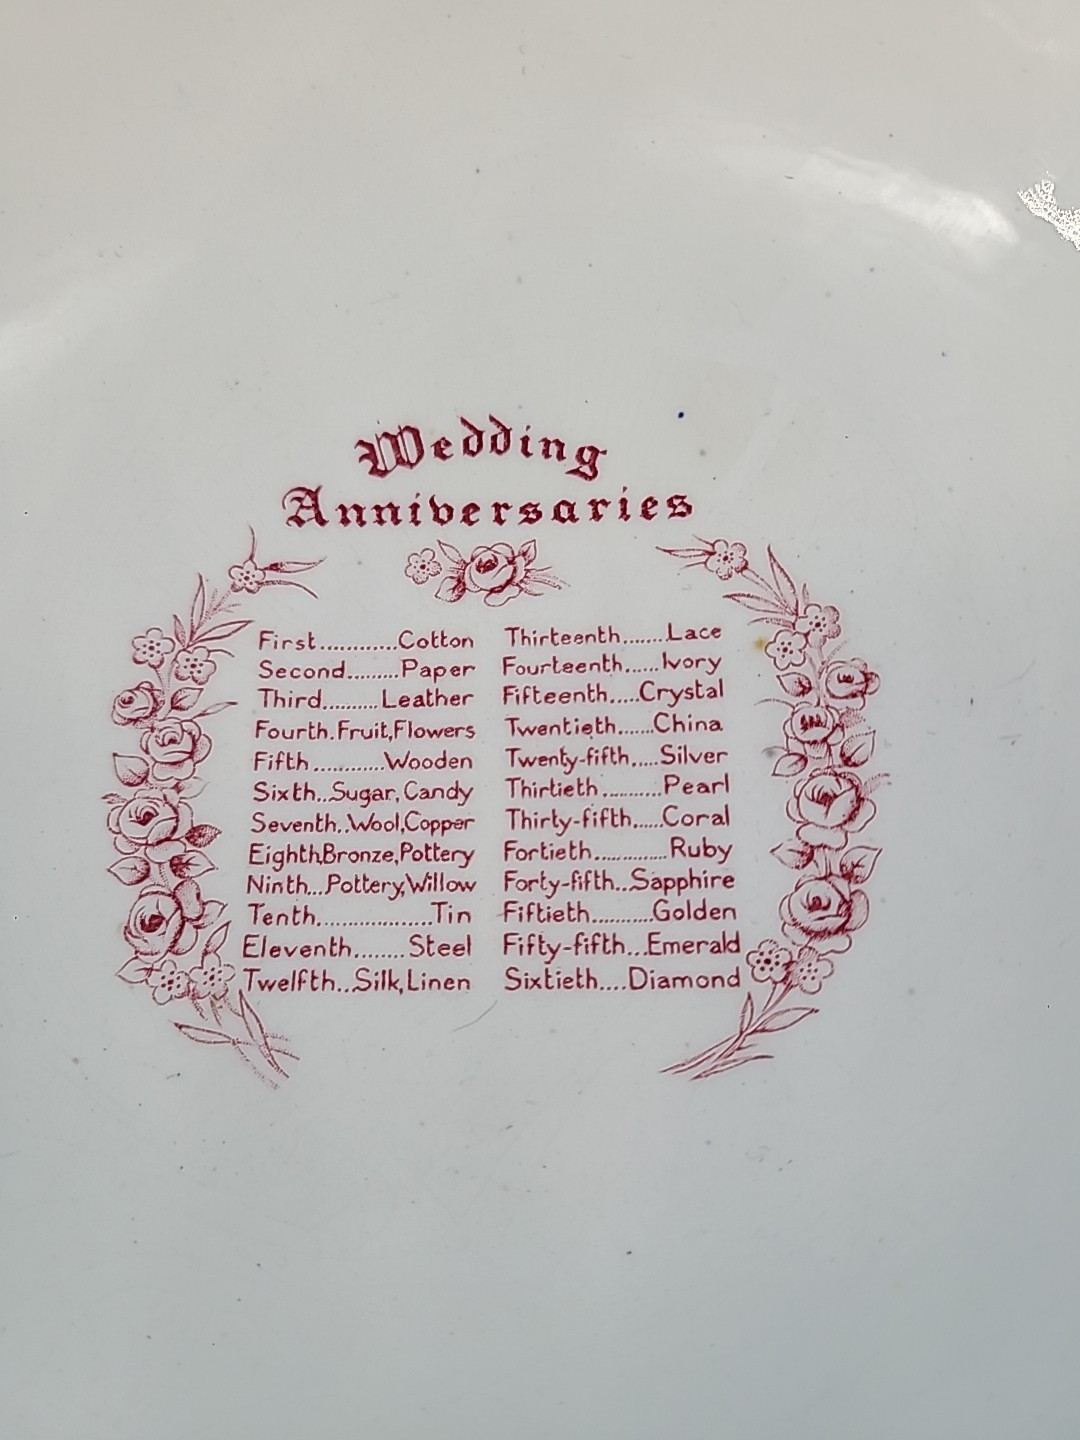 Wedding
Anniversaries
First.............Cotton
Second.........Paper
Third..........Leather
Fourth.Fruit,Flowers
Fifth............Wooden
Sixth..Sugar,Candy
Seventh..Wool,Copper
Eighth,Bronze,Pottery
Ninth...Pottery,Willow
Tenth....................Tin
Eleventh.........Steel
Twelfth...Silk,Linen
Thirteenth.......Lace
Fourteenth......Ivory
Fifteenth.....Crystal
Twentieth.......China
Twenty-fifth.....Silver
Thirtieth...........Pearl
Thirty-fifth......Coral
Fortieth..............Ruby
Forty-fifth...Sapphire
Fiftieth...........Golden
Fifty-fifth...Emerald
Sixtieth....Diamond